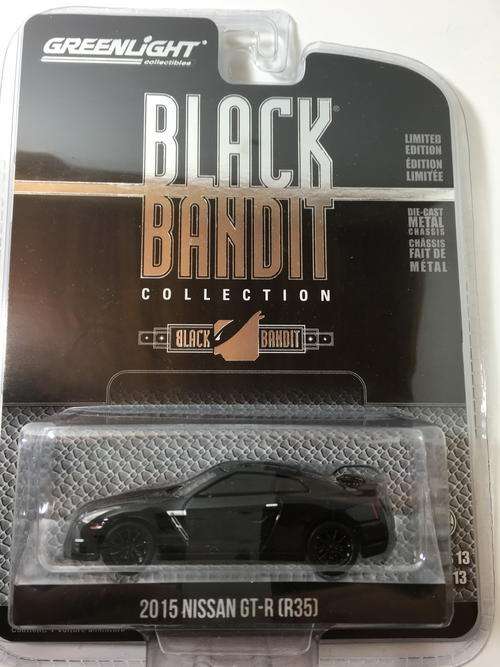 GREENLIGHT
collectibles
BLACK
BANDIT
COLLECTION
BLACK BANDIT
LIMITED
EDITION
ÉDITION
LIMITÉE
DIE-CAST
METAL
CHASSIS
CHÂSSIS
FAIT DE
MÉTAL
13
13
2015 NISSAN GT-R (R35)